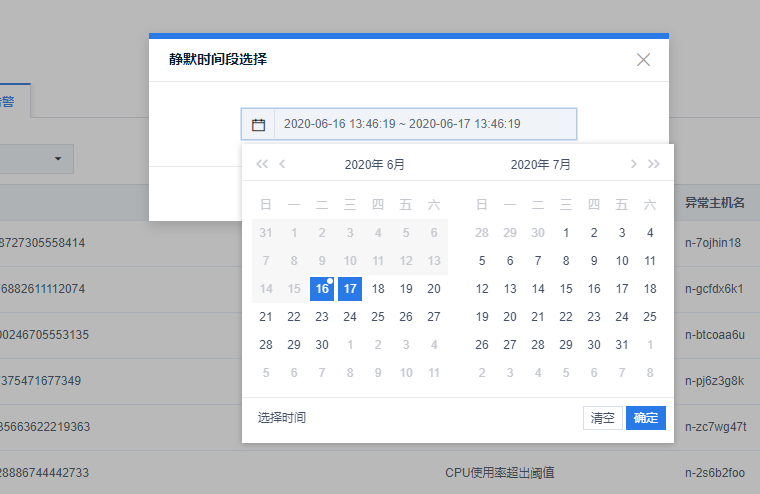 静默时间段选择
告警
2020-06-16 13:46:19 ~ 2020-06-17 13:46:19
2020年 6月 2020年 7月
日 一 二 三 四 五 六 日 一 二 三 四 五 六
异常主机名
31 1 2 3 4 5 6 28 29 30 1 2 3 4
8727305558414 n-7ojhin18
7 8 9 10 11 12 13 5 6 7 8 9 10 11
14 15 16 17 18 19 20 12 13 14 15 16 17 18
6882611112074 n-gcfdx6k1
21 22 23 24 25 26 27 19 20 21 22 23 24 25
00246705553135 n-btcoaa6u
28 29 30 1 2 3 4 26 27 28 29 30 31 1
5 6 7 8 9 10 11 2 3 4 5 6 7 8
7375471677349 n-pj6z3g8k
选择时间 清空 确定
35663622219363 n-zc7wg47t
28886744442733 CPU使用率超出阈值 n-2s6b2foo